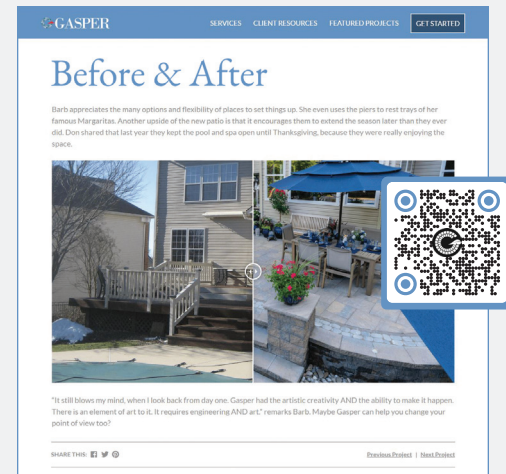 GASPER
SERVICES CLIENT RESOURCES FEATURED PROJECTS GET STARTED
Before & After
Barb appreciates the many options and flexibility of places to set things up. She even uses the piers to rest trays of her
famous Margaritas. Another upside of the new patio is that it encourages them to extend the season later than they ever
did. Don shared that last year they kept the pool and spa open until Thanksgiving, because they were really enjoying the
space.
"It still blows my mind, when I look back from day one. Gasper had the artistic creativity AND the ability to make it happen.
There is an element of art to it. It requires engineering AND art," remarks Barb. Maybe Gasper can help you change your
point of view too?
SHARE THIS: Previous Project | Next Project